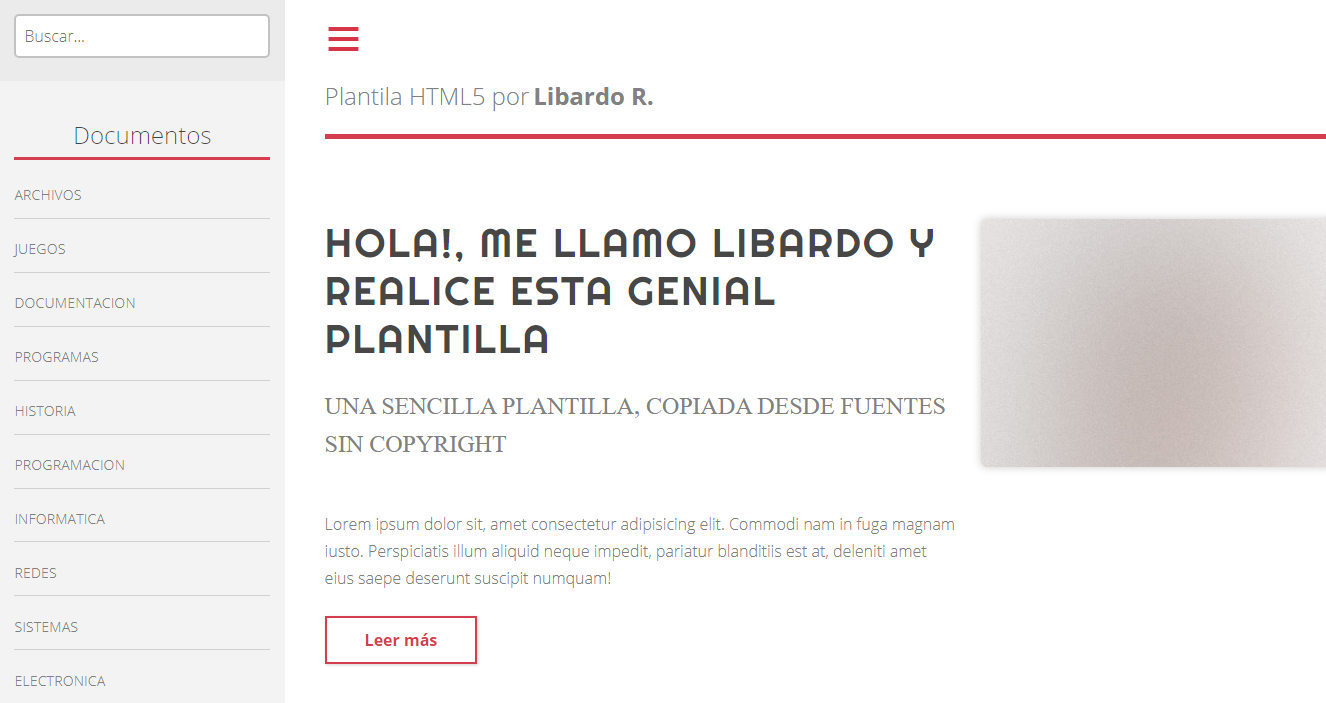 Buscar...
Documentos
ARCHIVOS
JUEGOS
DOCUMENTACION
PROGRAMAS
HISTORIA
PROGRAMACION
INFORMATICA
REDES
SISTEMAS
ELECTRONICA
Plantila HTML5 por Libardo R.
HOLA!, ME LLAMO LIBARDO Y
REALICE ESTA GENIAL
PLANTILLA
UNA SENCILLA PLANTILLA, COPIADA DESDE FUENTES
SIN COPYRIGHT
Lorem ipsum dolor sit, amet consectetur adipisicing elit. Commodi nam in fuga magnam
iusto. Perspiciatis illum aliquid neque impedit, pariatur blanditiis est at, deleniti amet
eius saepe deserunt suscipit numquam!
Leer más